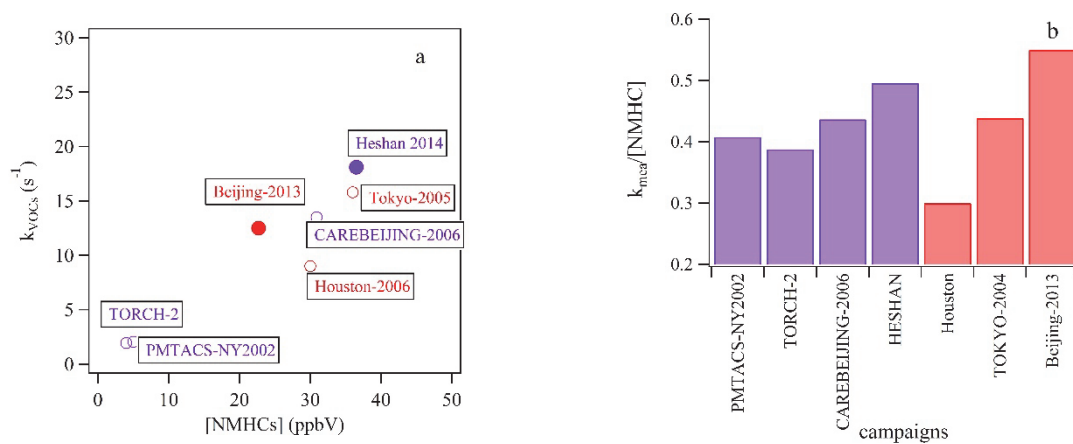 a
30
25
20
15
10
5
0
k_VOCs (s^-1)
Heshan 2014
Beijing-2013
Tokyo-2005
CAREBEIJING-2006
Houston-2006
TORCH-2
PMTACS-NY2002
0 10 20 30 40 50
[NMHCs] (ppbV)
b
0.6
0.5
0.4
0.3
0.2
k_mea/[NMHC]
PMTACS-NY2002
TORCH-2
CAREBEIJING-2006
HESHAN
Houston
TOKYO-2004
Beijing-2013
campaigns